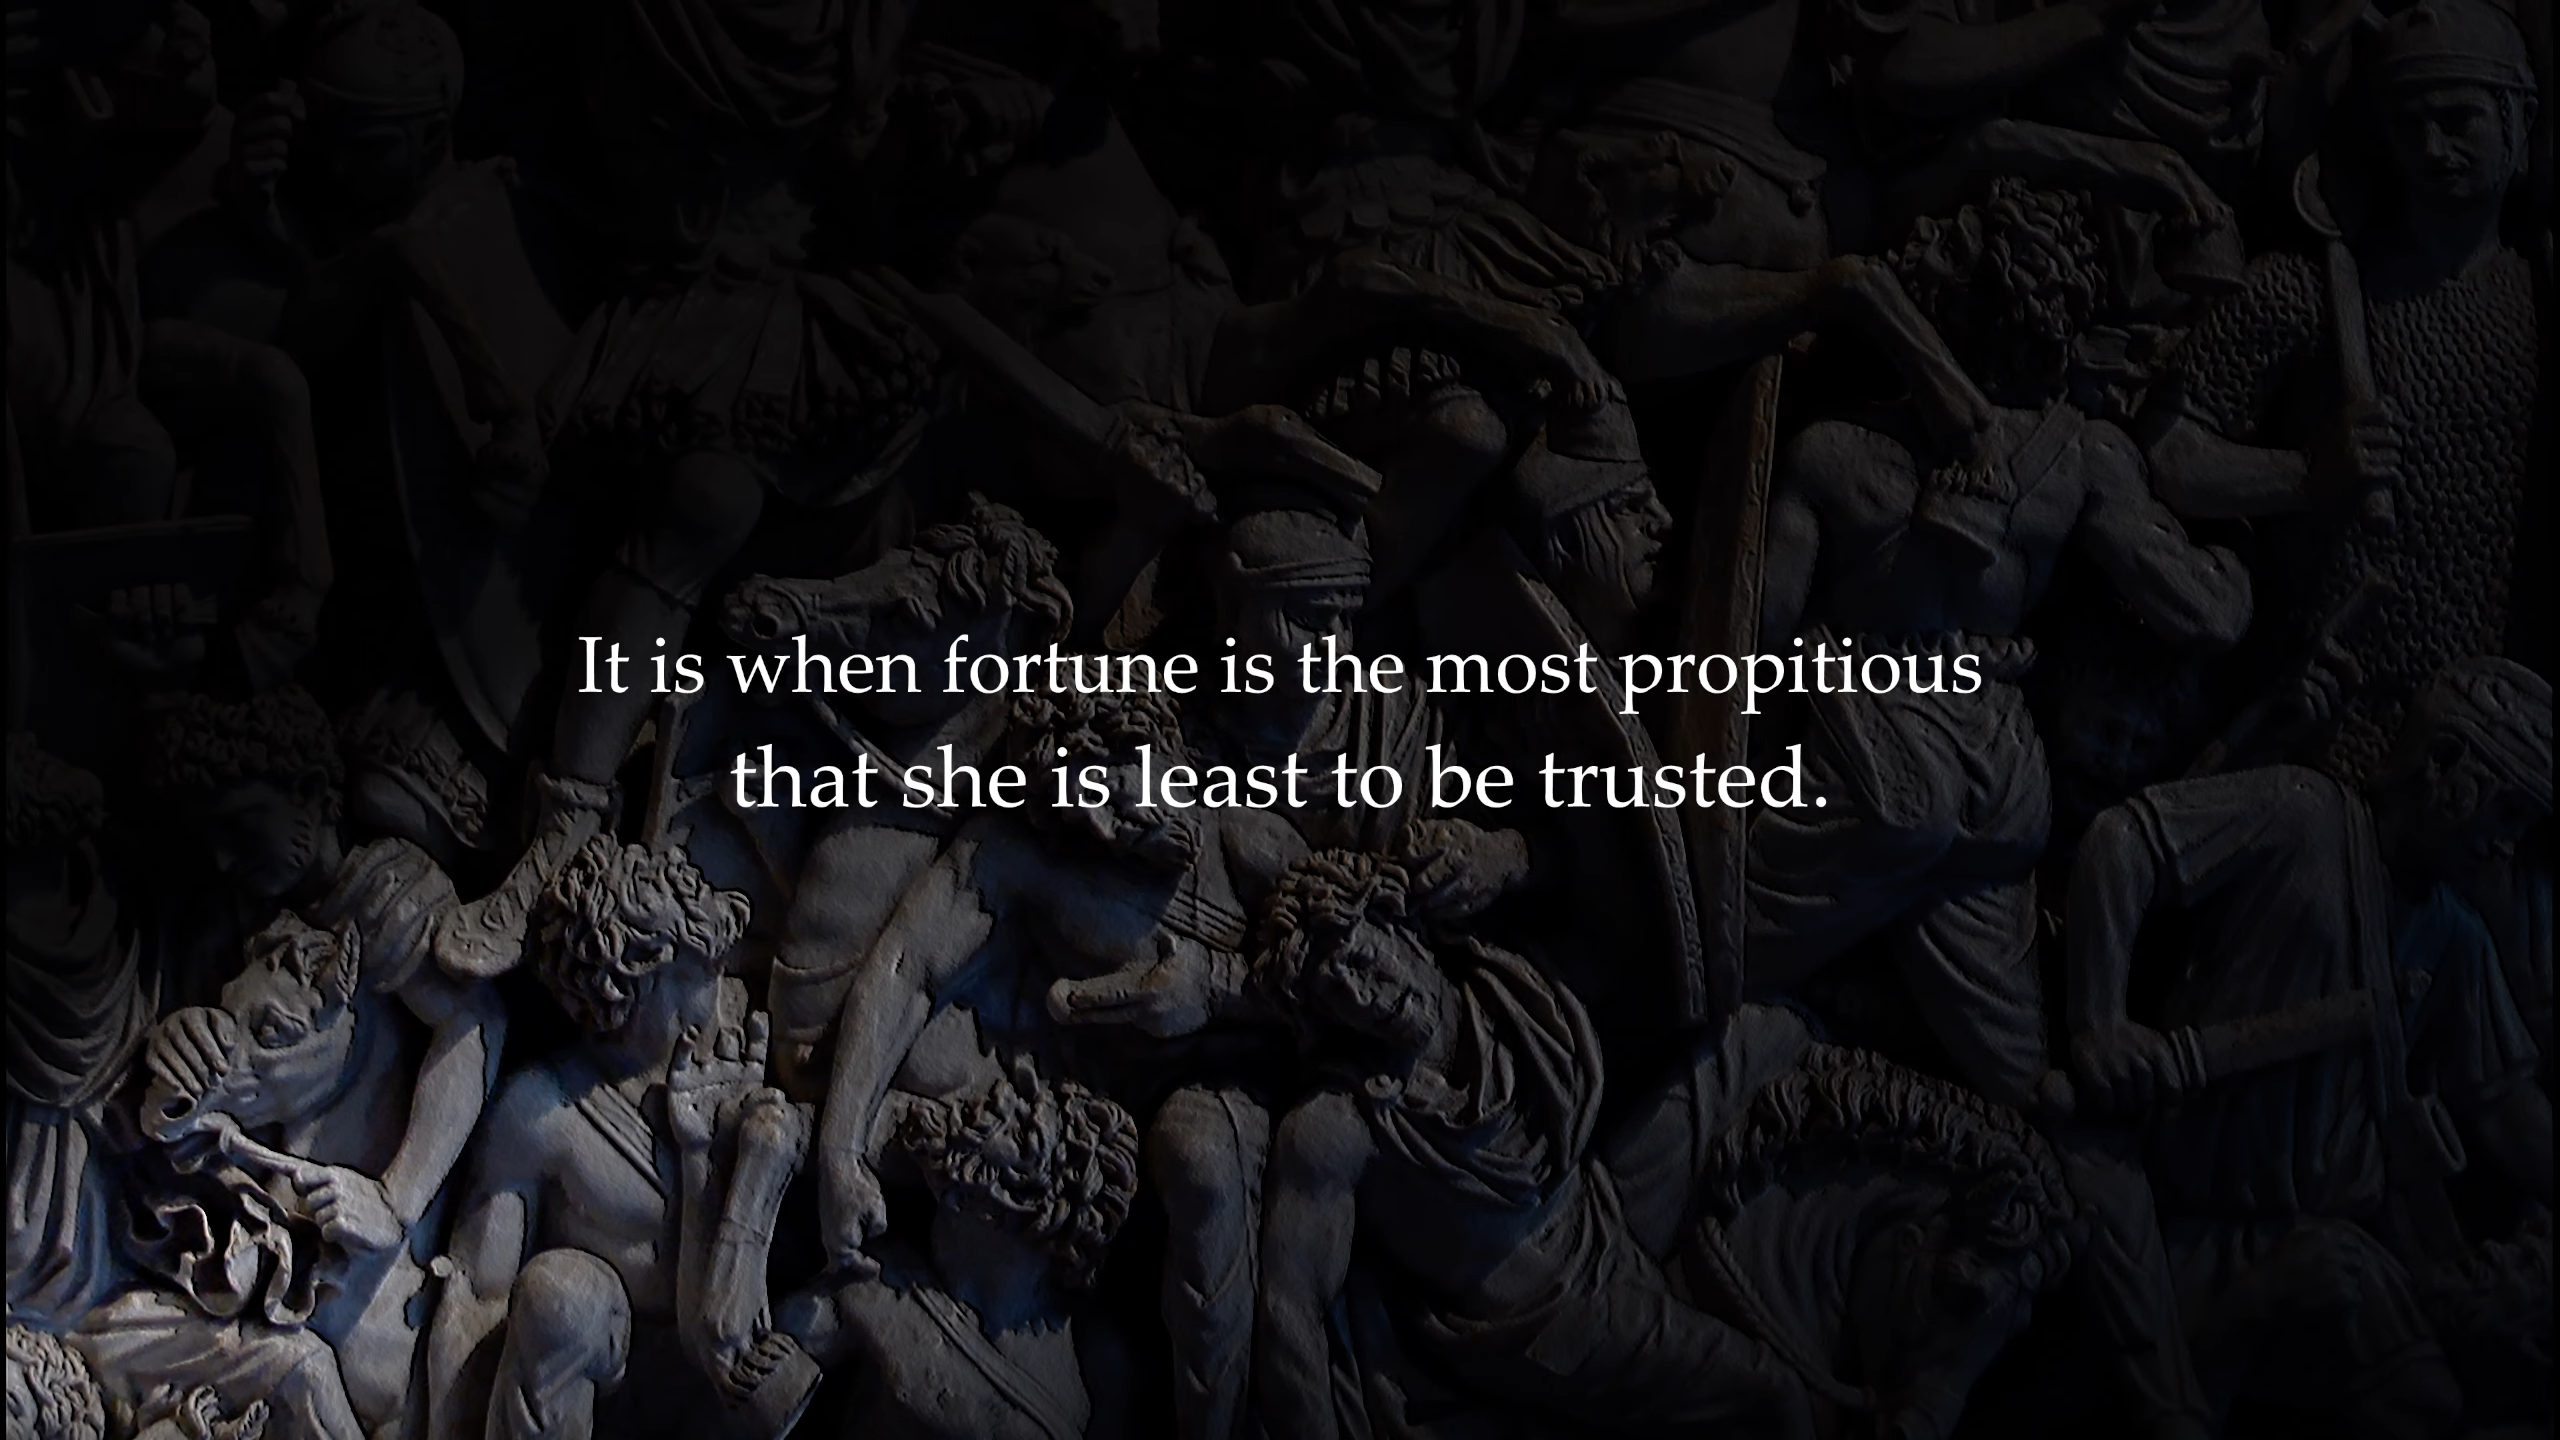 It is when fortune is the most propitious
that she is least to be trusted.